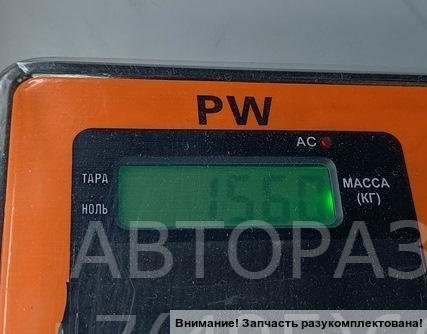 PW
AC
ТАРА
МАССА
(КГ)
НОЛЬ
15.60
АВТОРАЗ
Внимание! Запчасть разукомплектована!